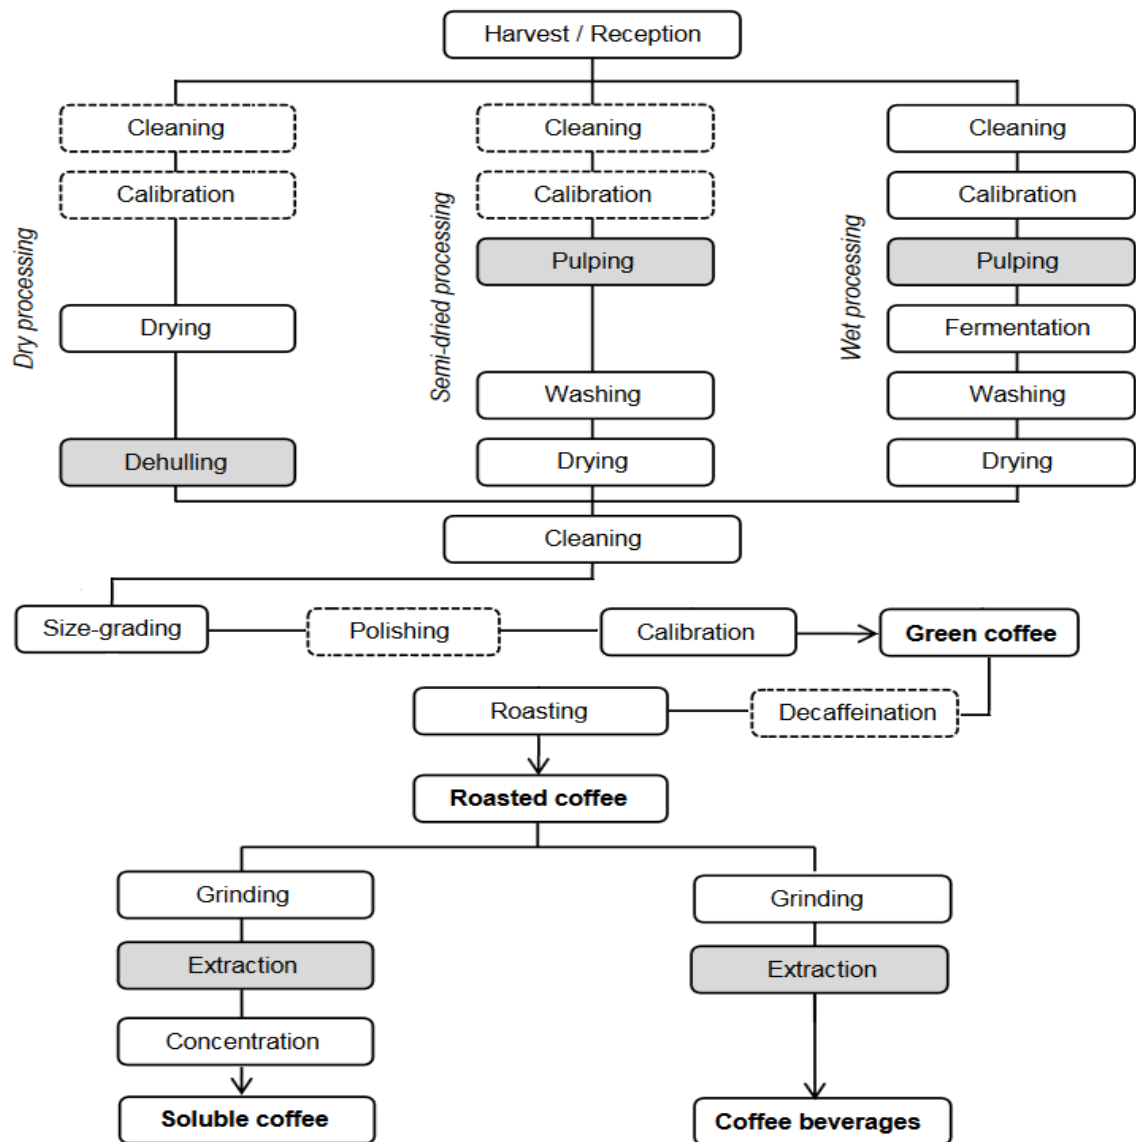 Harvest / Reception
Dry processing
Cleaning
Calibration
Drying
Dehulling
Semi-dried processing
Cleaning
Calibration
Pulping
Washing
Drying
Wet processing
Cleaning
Calibration
Pulping
Fermentation
Washing
Drying
Cleaning
Size-grading
Polishing
Calibration
Green coffee
Decaffeination
Roasting
Roasted coffee
Grinding
Extraction
Concentration
Soluble coffee
Grinding
Extraction
Coffee beverages